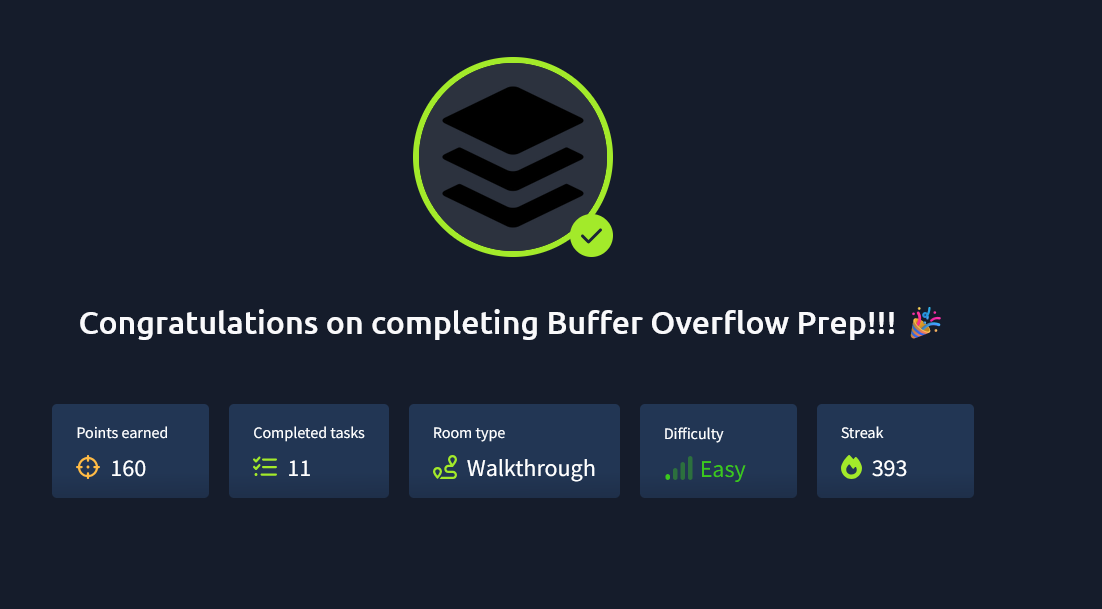 Congratulations on completing Buffer Overflow Prep!!! 🎉
Points earned
160
Completed tasks
11
Room type
Walkthrough
Difficulty
Easy
Streak
393